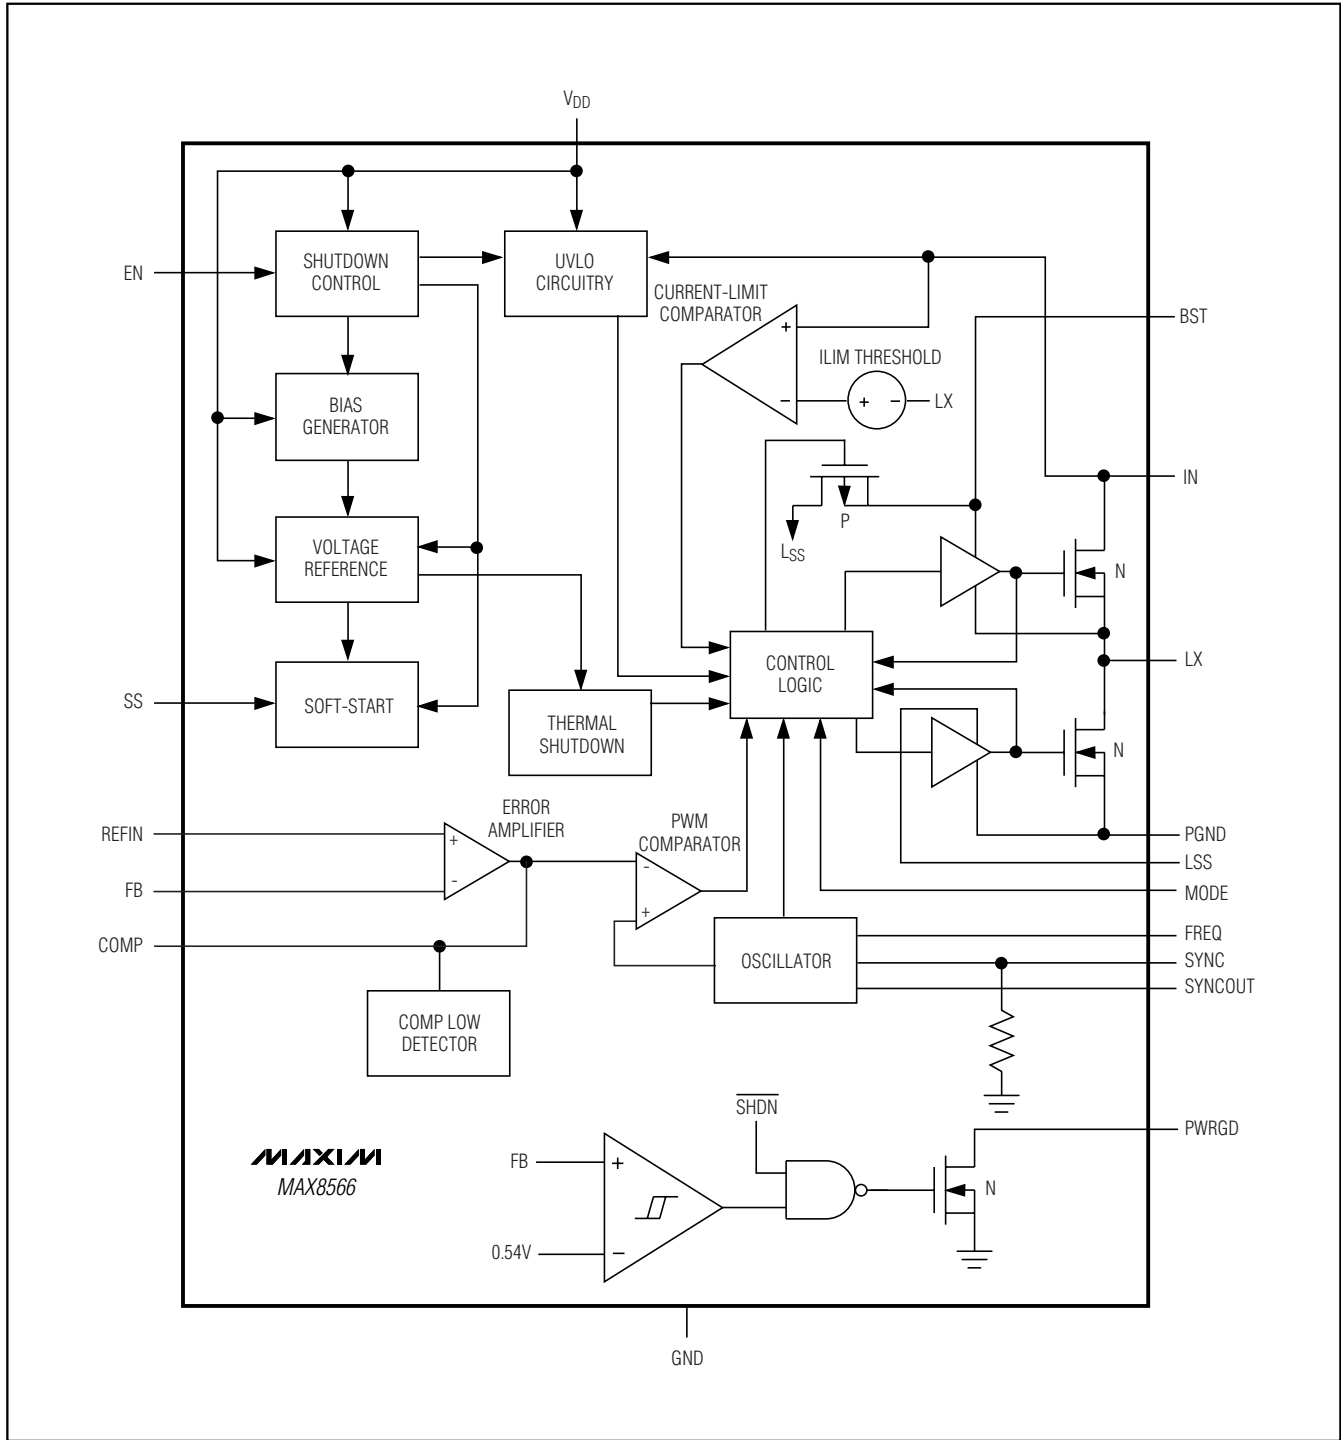 VDD
EN
SHUTDOWN
CONTROL
UVLO
CIRCUITRY
CURRENT-LIMIT
COMPARATOR
+
−
ILIM THRESHOLD
+ −
LX
BST
BIAS
GENERATOR
IN
P
LSS
N
VOLTAGE
REFERENCE
CONTROL
LOGIC
LX
SS
SOFT-START
THERMAL
SHUTDOWN
N
REFIN
ERROR
AMPLIFIER
+
-
PWM
COMPARATOR
-
+
PGND
LSS
FB
MODE
COMP
OSCILLATOR
FREQ
SYNC
SYNCOUT
COMP LOW
DETECTOR
SHDN
PWRGD
MAXIM
MAX8566
FB
+
−
0.54V
N
GND